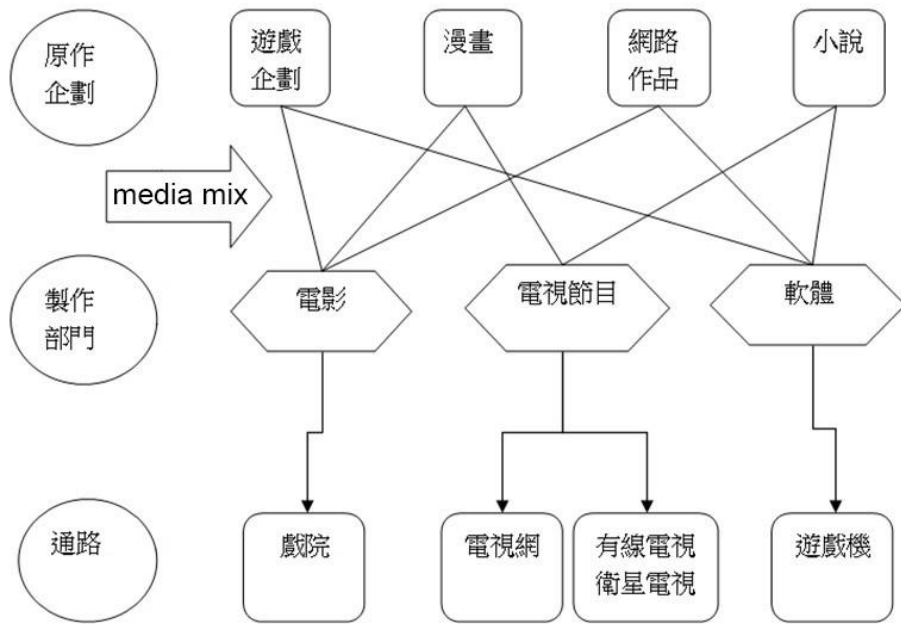 原作
企劃
遊戲
企劃
漫畫
網路
作品
小說
media mix
製作
部門
電影
電視節目
軟體
通路
戲院
電視網
有線電視
衛星電視
遊戲機